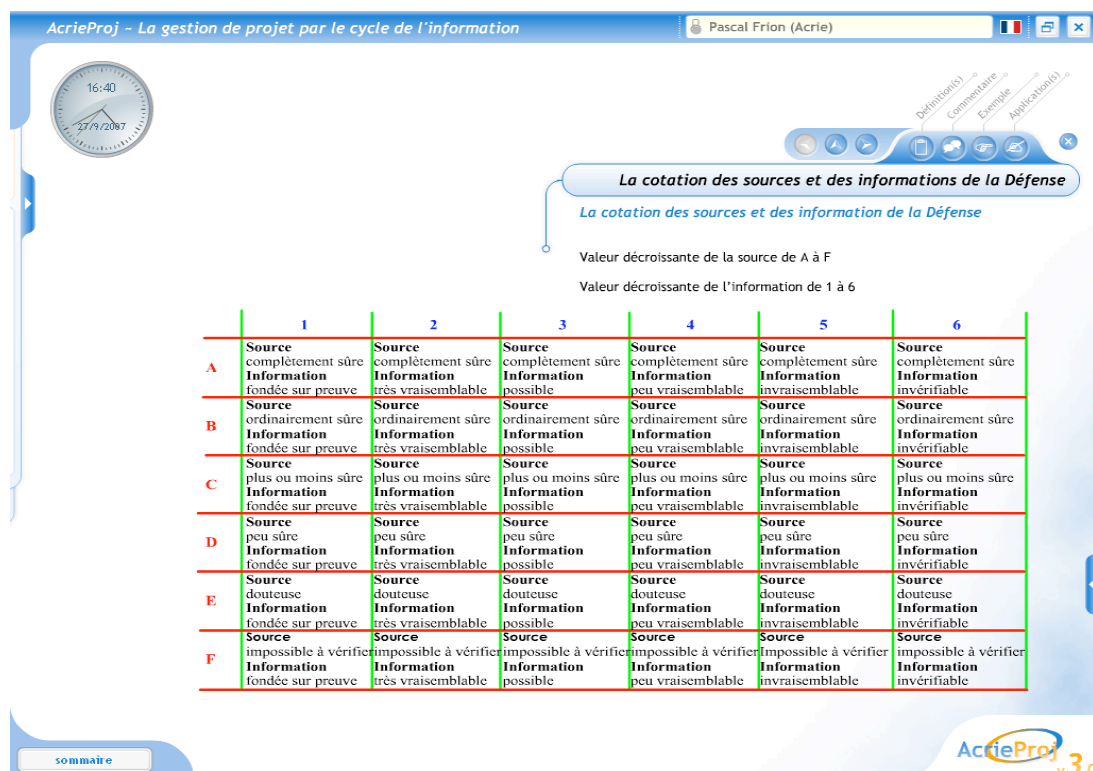 AcrieProj ~ La gestion de projet par le cycle de l'information
Pascal Frion (Acrie)
16:40
27/9/2007
Définition(s)
Commentaire
Exemple
Application(s)
La cotation des sources et des informations de la Défense
La cotation des sources et des information de la Défense
Valeur décroissante de la source de A à F
Valeur décroissante de l'information de 1 à 6
1 2 3 4 5 6
Source Source Source Source Source Source
A complètement sûre complètement sûre complètement sûre complètement sûre complètement sûre complètement sûre
Information Information Information Information Information Information
fondée sur preuve très vraisemblable possible peu vraisemblable invraisemblable invérifiable
Source Source Source Source Source Source
B ordinairement sûre ordinairement sûre ordinairement sûre ordinairement sûre ordinairement sûre ordinairement sûre
Information Information Information Information Information Information
fondée sur preuve très vraisemblable possible peu vraisemblable invraisemblable invérifiable
Source Source Source Source Source Source
C plus ou moins sûre plus ou moins sûre plus ou moins sûre plus ou moins sûre plus ou moins sûre plus ou moins sûre
Information Information Information Information Information Information
fondée sur preuve très vraisemblable possible peu vraisemblable invraisemblable invérifiable
Source Source Source Source Source Source
D peu sûre peu sûre peu sûre peu sûre peu sûre peu sûre
Information Information Information Information Information Information
fondée sur preuve très vraisemblable possible peu vraisemblable invraisemblable invérifiable
Source Source Source Source Source Source
E douteuse douteuse douteuse douteuse douteuse douteuse
Information Information Information Information Information Information
fondée sur preuve très vraisemblable possible peu vraisemblable invraisemblable invérifiable
Source Source Source Source Source Source
F impossible à vérifier impossible à vérifier impossible à vérifier impossible à vérifier Impossible à vérifier impossible à vérifier
Information Information Information Information Information Information
fondée sur preuve très vraisemblable possible peu vraisemblable invraisemblable invérifiable
sommaire
AcrieProj